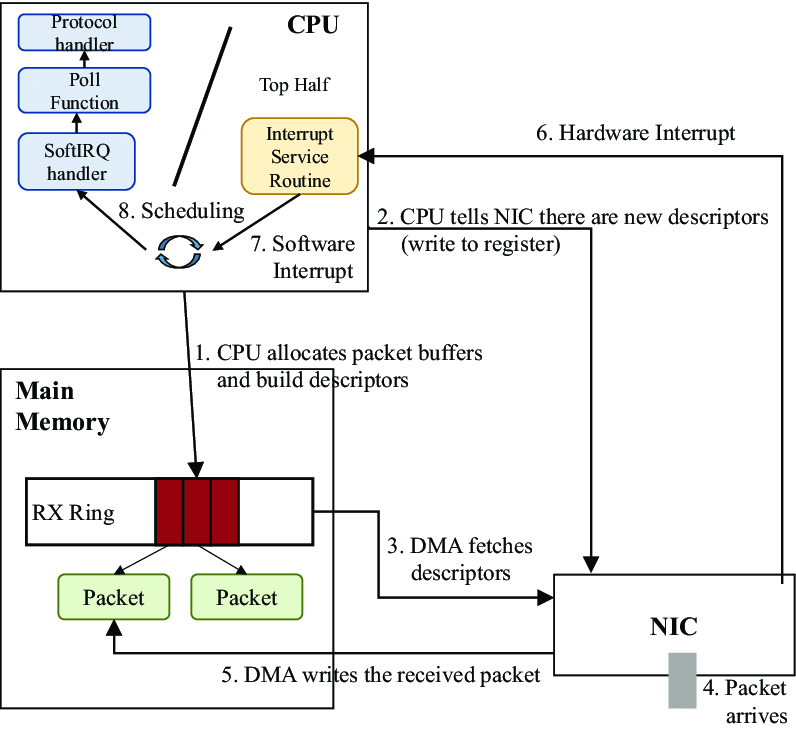 CPU
Protocol
handler
Poll
Function
SoftIRQ
handler
Top Half
Interrupt
Service
Routine
8. Scheduling
7. Software
Interrupt
6. Hardware Interrupt
2. CPU tells NIC there are new descriptors
(write to register)
1. CPU allocates packet buffers
and build descriptors
Main
Memory
RX Ring
Packet
Packet
3. DMA fetches
descriptors
NIC
5. DMA writes the received packet
4. Packet
arrives